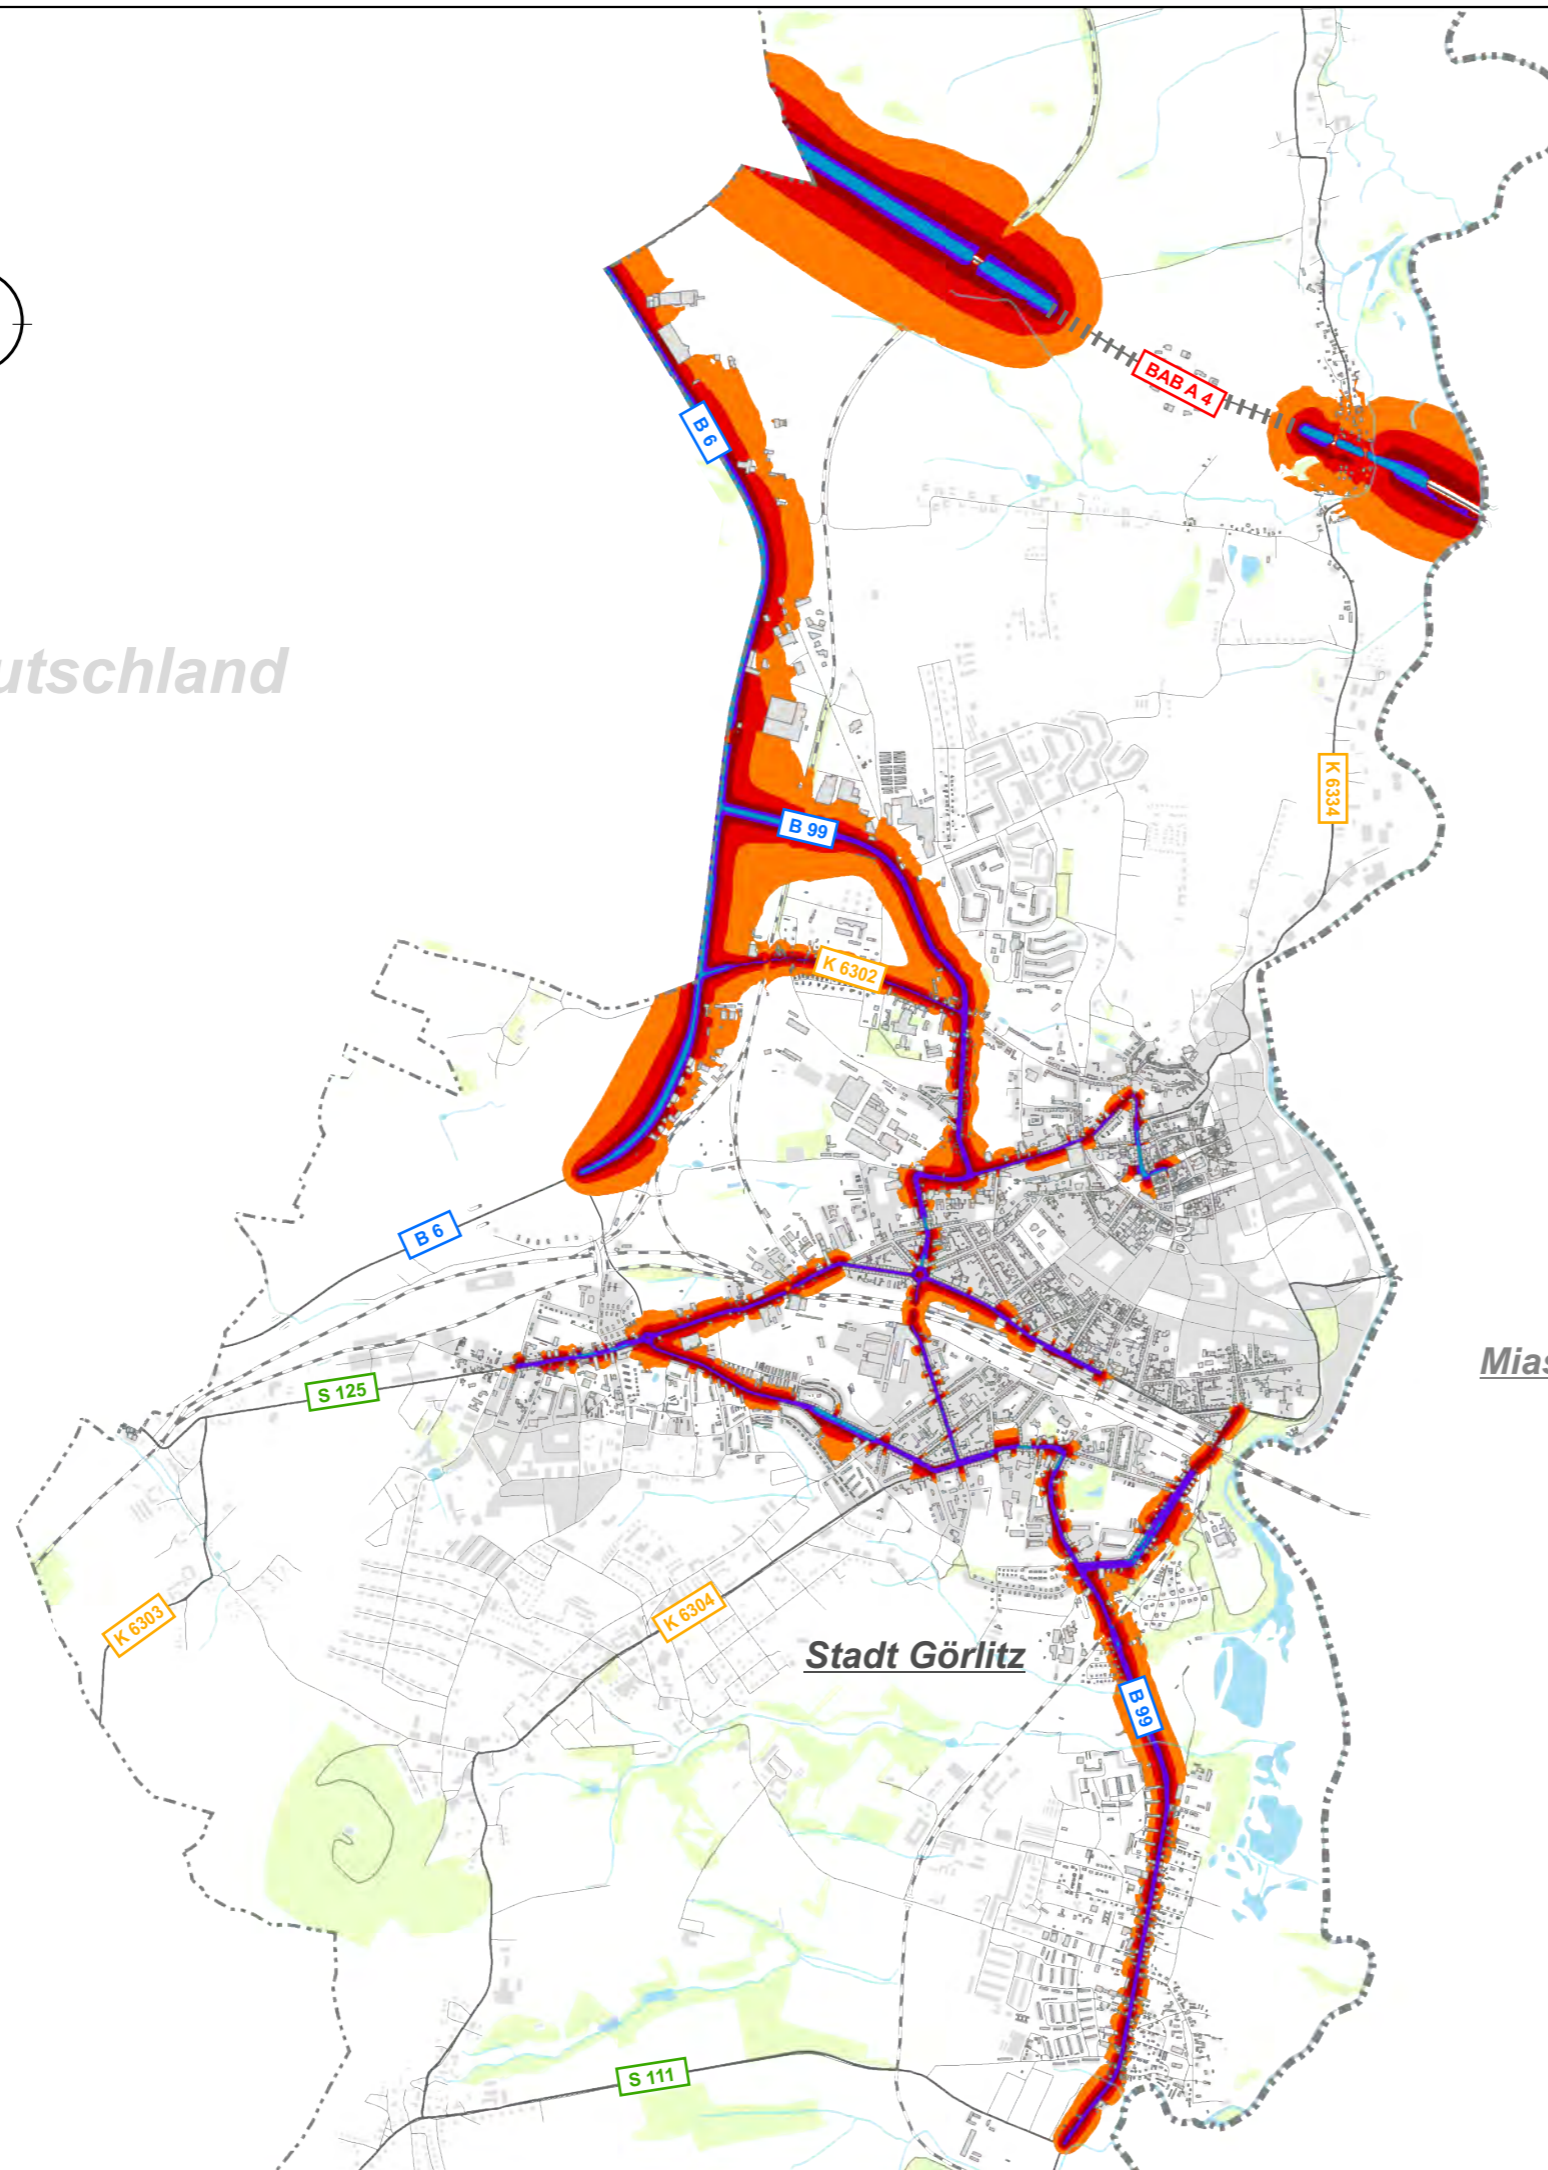 BAB A 4
B 6
utschland
K 6334
B 99
K 6302
B 6
S 125
Mias
K 6303
K 6304
Stadt Görlitz
B 99
S 111